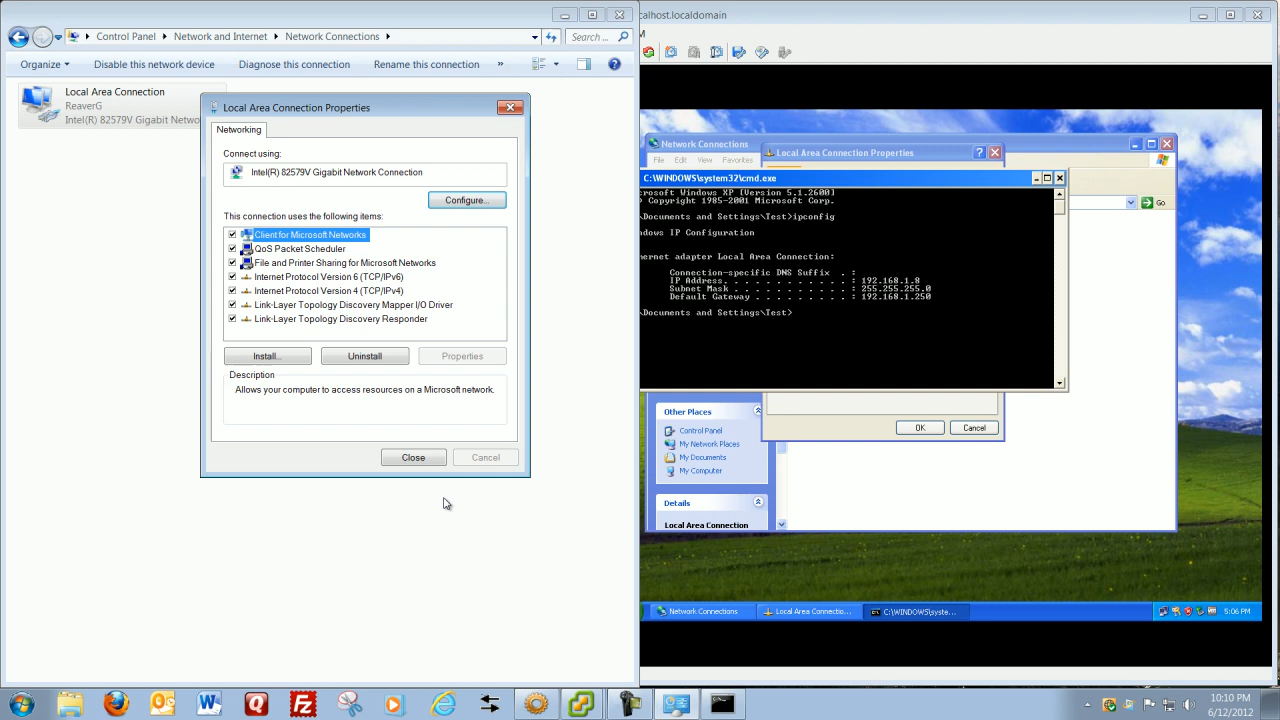 Control Panel
Network and Internet
Network Connections
Search ...
Organize
Disable this network device
Diagnose this connection
Rename this connection
»
Local Area Connection
ReaverG
Intel(R) 82579V Gigabit Netwo
Local Area Connection Properties
Networking
Connect using:
Intel(R) 82579V Gigabit Network Connection
Configure...
This connection uses the following items:
Client for Microsoft Networks
QoS Packet Scheduler
File and Printer Sharing for Microsoft Networks
Internet Protocol Version 6 (TCP/IPv6)
Internet Protocol Version 4 (TCP/IPv4)
Link-Layer Topology Discovery Mapper I/O Driver
Link-Layer Topology Discovery Responder
Install...
Uninstall
Properties
Description
Allows your computer to access resources on a Microsoft network.
Close
Cancel
calhost.localdomain
M
Network Connections
File Edit View Favorites
Local Area Connection Properties
Go
C:\WINDOWS\system32\cmd.exe
rosoft Windows XP [Version 5.1.2600]
Copyright 1985-2001 Microsoft Corp.
\Documents and Settings\Test>ipconfig
dows IP Configuration
ernet adapter Local Area Connection:
Connection-specific DNS Suffix . :
IP Address. . . . . . . . . . . . : 192.168.1.8
Subnet Mask . . . . . . . . . . . : 255.255.255.0
Default Gateway . . . . . . . . . : 192.168.1.250
\Documents and Settings\Test>
OK
Cancel
Other Places
Control Panel
My Network Places
My Documents
My Computer
Details
Local Area Connection
Network Connections
Local Area Connectio...
C:\WINDOWS\syste...
5:06 PM
10:10 PM
6/12/2012